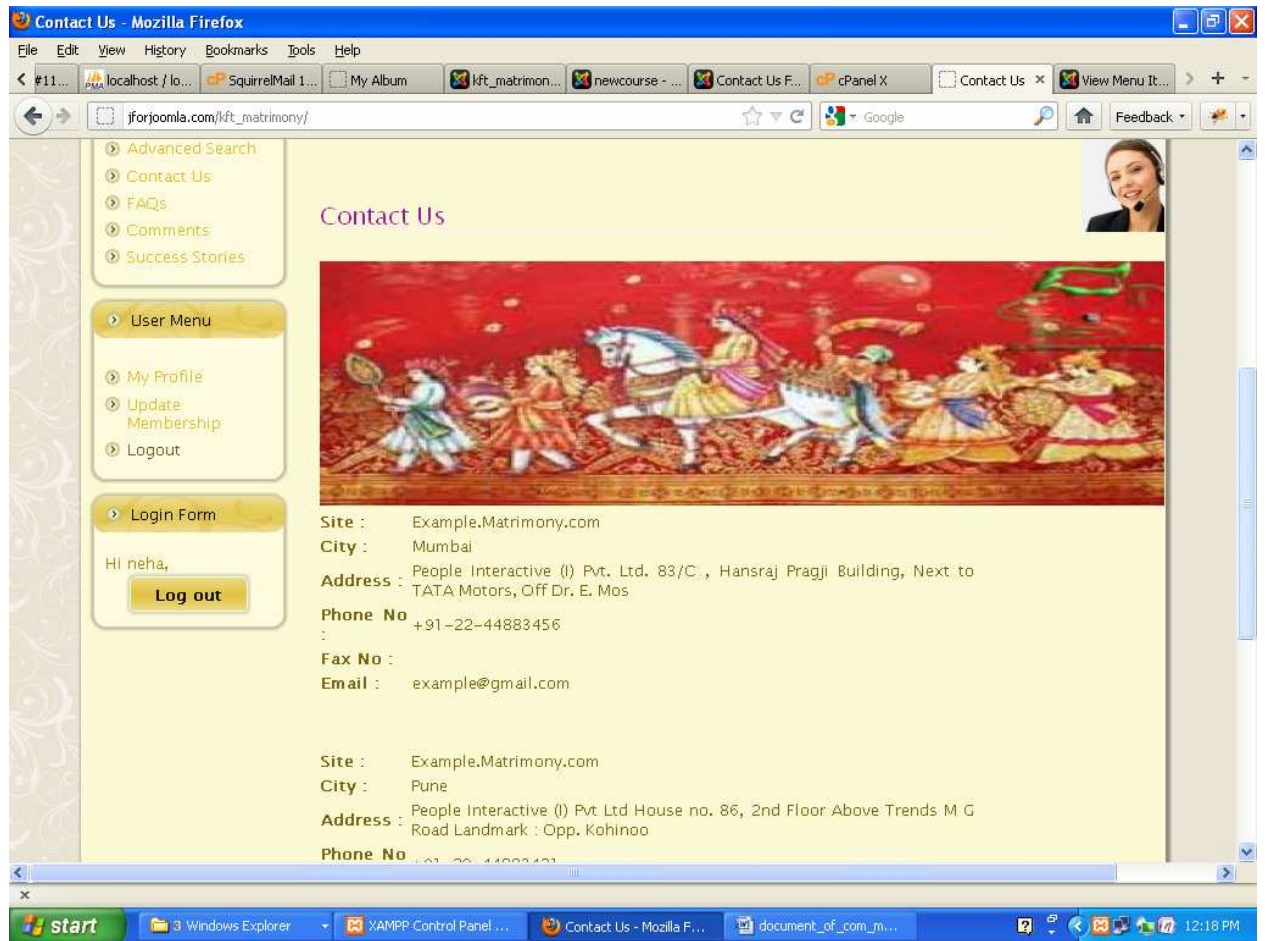 Contact Us - Mozilla Firefox
File Edit View History Bookmarks Tools Help
#11... localhost / lo... SquirrelMail 1... My Album kft_matrimon... newcourse - ... Contact Us F... cPanel X Contact Us View Menu It...
jforjoomla.com/kft_matrimony/ Google Feedback
Advanced Search
Contact Us
FAQs
Comments
Success Stories
User Menu
My Profile
Update
Membership
Logout
Login Form
Hi neha,
Log out
Contact Us
Site : Example.Matrimony.com
City : Mumbai
Address : People Interactive (I) Pvt. Ltd. 83/C , Hansraj Pragji Building, Next to
TATA Motors, Off Dr. E. Mos
Phone No : +91-22-44883456
Fax No :
Email : example@gmail.com
Site : Example.Matrimony.com
City : Pune
Address : People Interactive (I) Pvt Ltd House no. 86, 2nd Floor Above Trends M G
Road Landmark : Opp. Kohinoo
Phone No
start 3 Windows Explorer XAMPP Control Panel ... Contact Us - Mozilla F... document_of_com_m... 12:18 PM